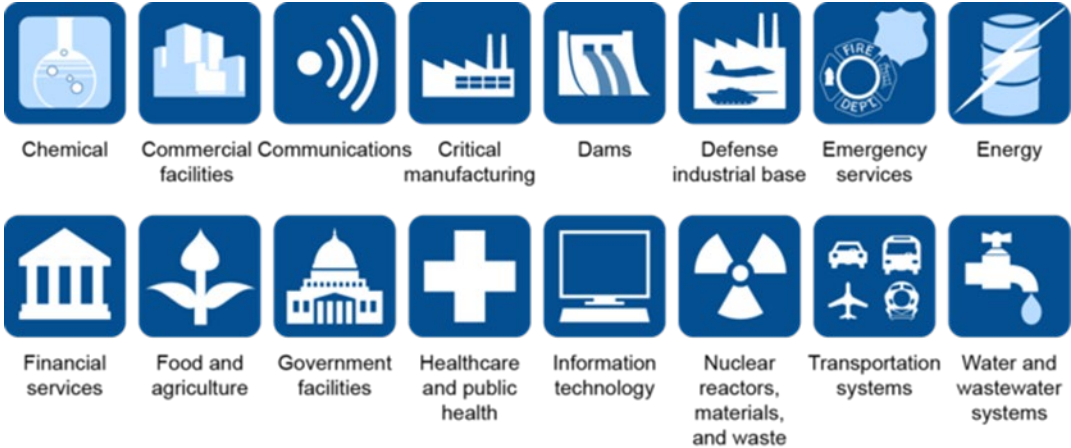 FIRE
DEPT.
Chemical
Commercial
facilities
Communications
Critical
manufacturing
Dams
Defense
industrial base
Emergency
services
Energy
Financial
services
Food and
agriculture
Government
facilities
Healthcare
and public
health
Information
technology
Nuclear
reactors,
materials,
and waste
Transportation
systems
Water and
wastewater
systems